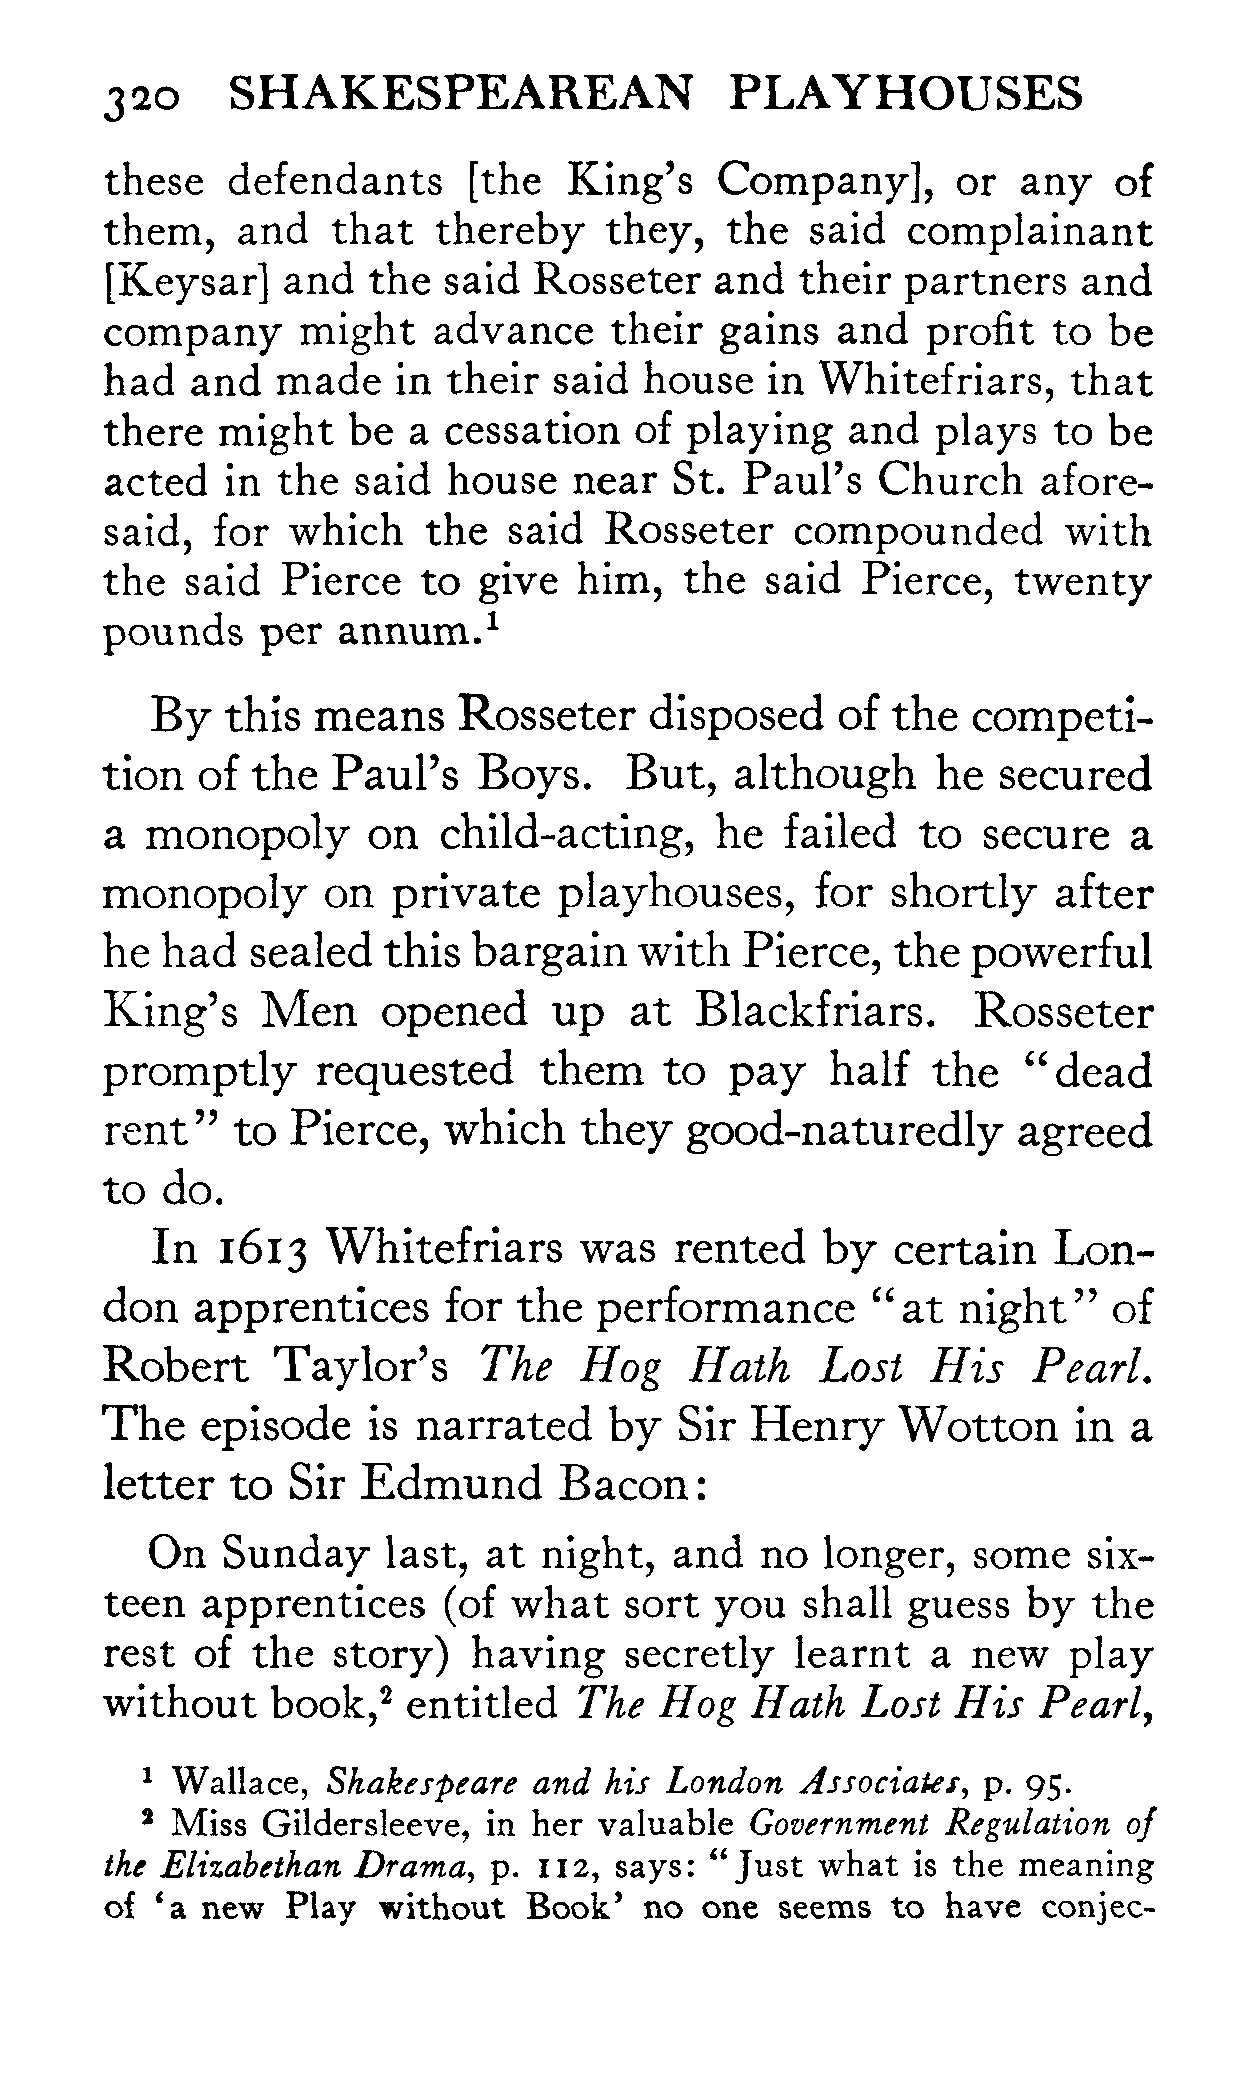 320 SHAKESPEAREAN PLAYHOUSES
these defendants [the King's Company], or any of
them, and that thereby they, the said complainant
[Keysar] and the said Rosseter and their partners and
company might advance their gains and profit to be
had and made in their said house in Whitefriars, that
there might be a cessation of playing and plays to be
acted in the said house near St. Paul's Church afore-
said, for which the said Rosseter compounded with
the said Pierce to give him, the said Pierce, twenty
pounds per annum.¹
By this means Rosseter disposed of the competi-
tion of the Paul's Boys. But, although he secured
a monopoly on child-acting, he failed to secure a
monopoly on private playhouses, for shortly after
he had sealed this bargain with Pierce, the powerful
King's Men opened up at Blackfriars. Rosseter
promptly requested them to pay half the "dead
rent" to Pierce, which they good-naturedly agreed
to do.
In 1613 Whitefriars was rented by certain Lon-
don apprentices for the performance "at night" of
Robert Taylor's The Hog Hath Lost His Pearl.
The episode is narrated by Sir Henry Wotton in a
letter to Sir Edmund Bacon:
On Sunday last, at night, and no longer, some six-
teen apprentices (of what sort you shall guess by the
rest of the story) having secretly learnt a new play
without book,² entitled The Hog Hath Lost His Pearl,
¹ Wallace, Shakespeare and his London Associates, p. 95.
² Miss Gildersleeve, in her valuable Government Regulation of
the Elizabethan Drama, p. 112, says: "Just what is the meaning
of 'a new Play without Book' no one seems to have conjec-